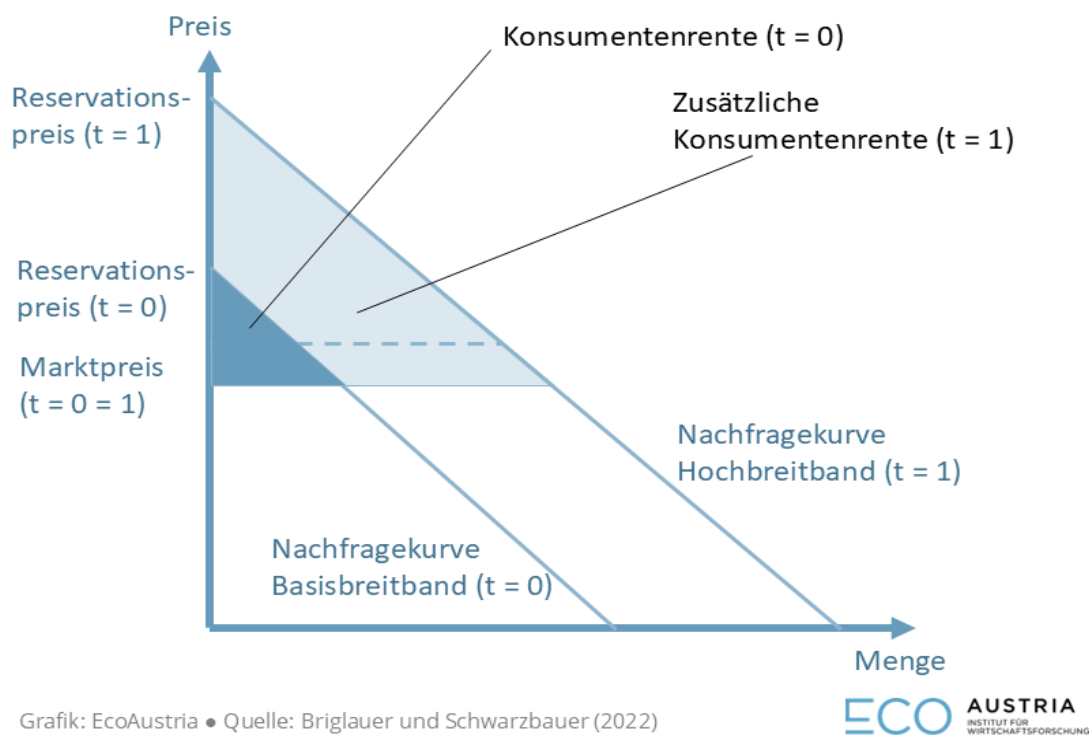 Preis
Konsumentenrente (t = 0)
Reservations-
preis (t = 1)
Zusätzliche
Konsumentenrente (t = 1)
Reservations-
preis (t = 0)
Marktpreis
(t = 0 = 1)
Nachfragekurve
Hochbreitband (t = 1)
Nachfragekurve
Basisbreitband (t = 0)
Menge
Grafik: EcoAustria ● Quelle: Briglauer und Schwarzbauer (2022)
ECO AUSTRIA
INSTITUT FÜR
WIRTSCHAFTSFORSCHUNG